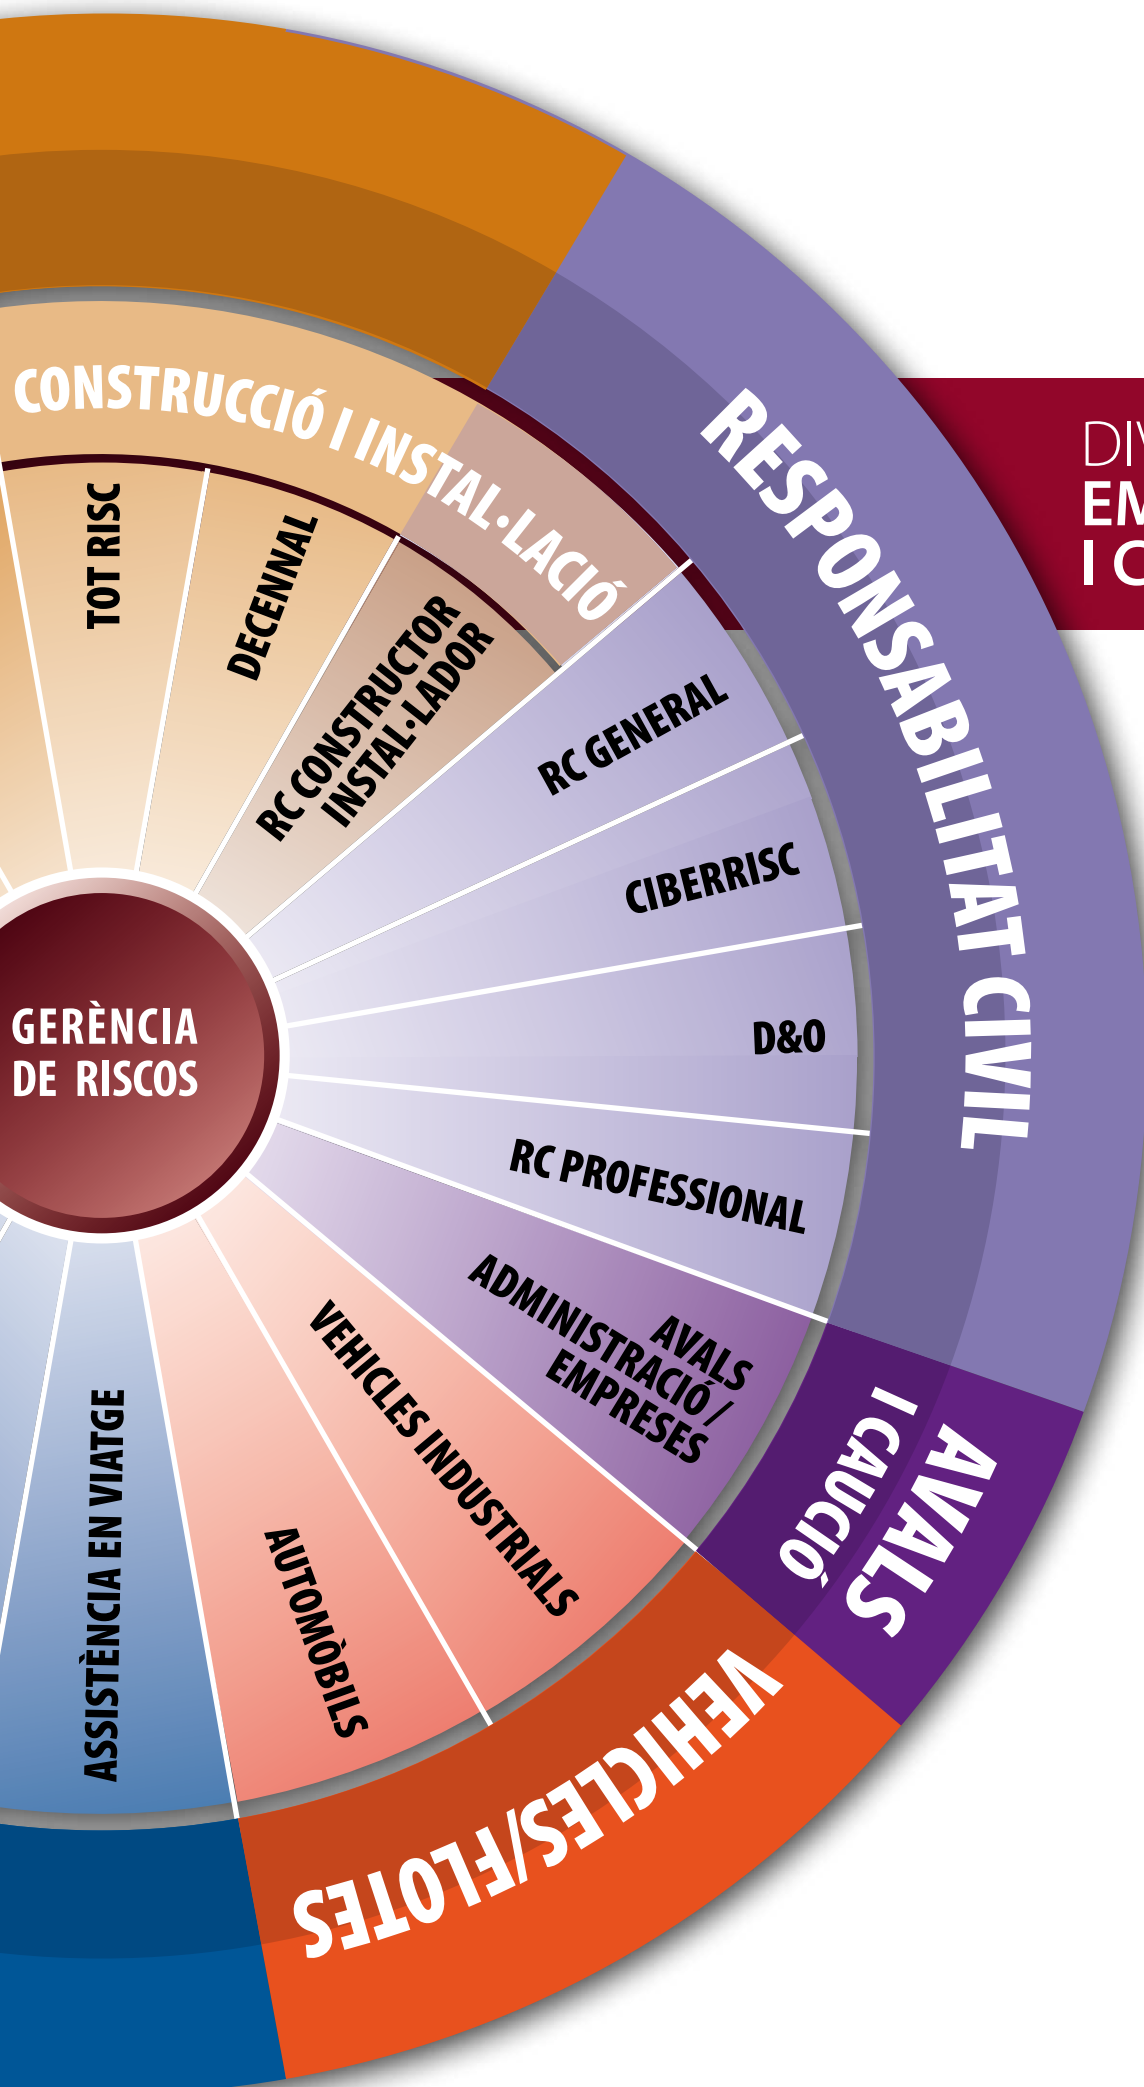 CONSTRUCCIÓ I INSTAL·LACIÓ
TOT RISC
DECENNAL
RC CONSTRUCTOR
INSTAL·LADOR
RESPONSABILITAT CIVIL
RC GENERAL
CIBERRISC
D&O
RC PROFESSIONAL
GERÈNCIA
DE RISCOS
AVALS
ADMINISTRACIÓ /
EMPRESES
AVALS
I CAUCIÓ
VEHICLES INDUSTRIALS
AUTOMÒBILS
VEHICLES/FLOTES
ASSISTÈNCIA EN VIATGE